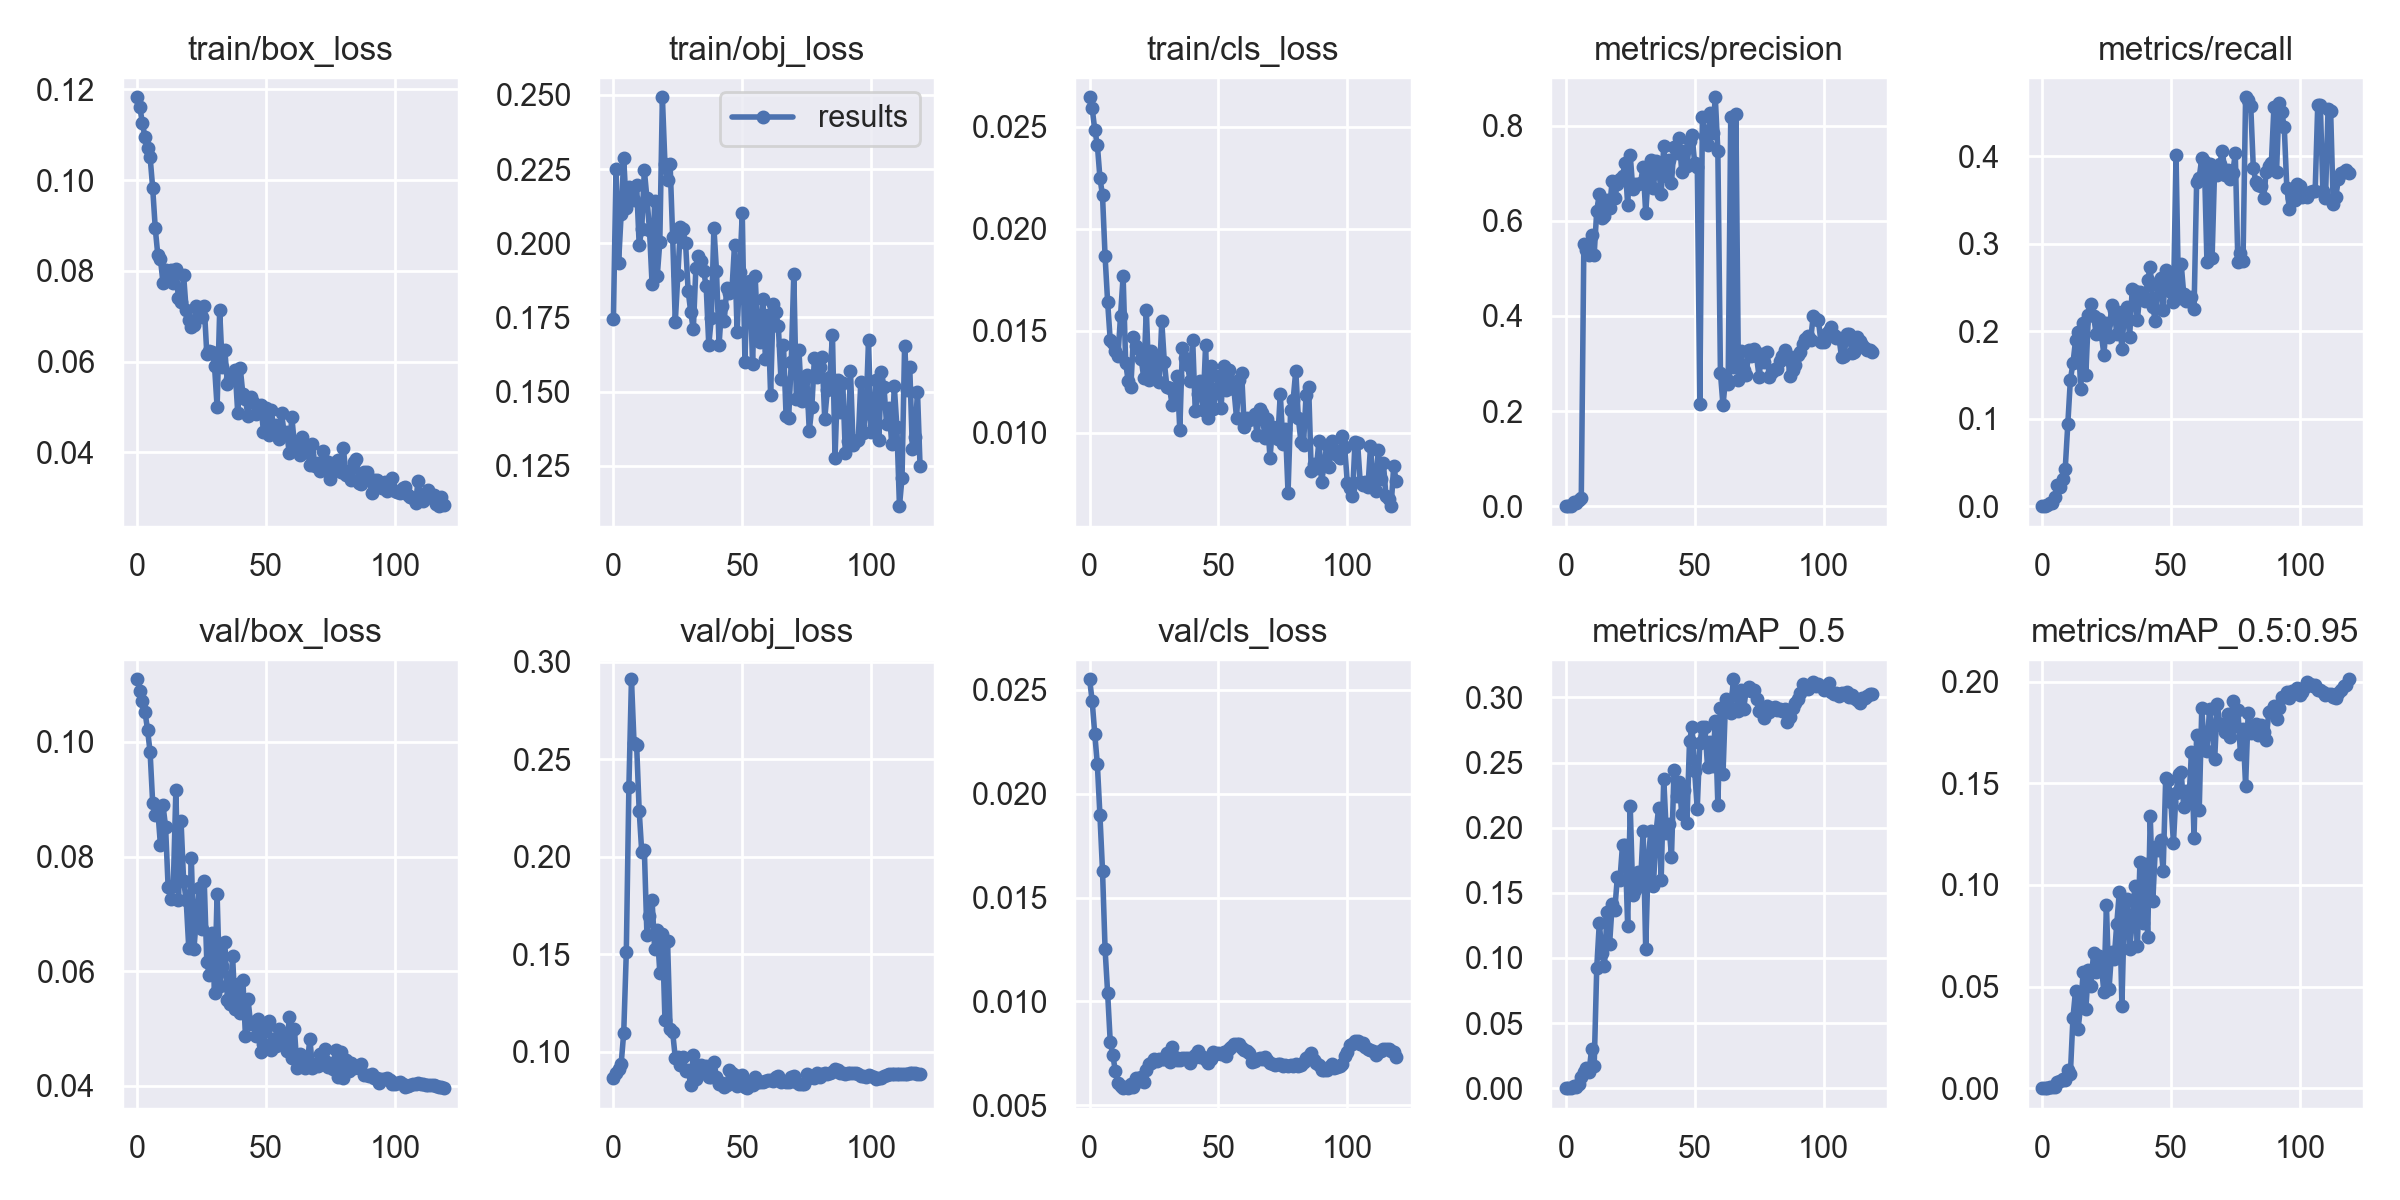 train/box_loss
0.12
0.10
0.08
0.06
0.04
0 50 100
train/obj_loss
results
0.250
0.225
0.200
0.175
0.150
0.125
0 50 100
train/cls_loss
0.025
0.020
0.015
0.010
0 50 100
metrics/precision
0.8
0.6
0.4
0.2
0.0
0 50 100
metrics/recall
0.4
0.3
0.2
0.1
0.0
0 50 100
val/box_loss
0.10
0.08
0.06
0.04
0 50 100
val/obj_loss
0.30
0.25
0.20
0.15
0.10
0 50 100
val/cls_loss
0.025
0.020
0.015
0.010
0.005
0 50 100
metrics/mAP_0.5
0.30
0.25
0.20
0.15
0.10
0.05
0.00
0 50 100
metrics/mAP_0.5:0.95
0.20
0.15
0.10
0.05
0.00
0 50 100